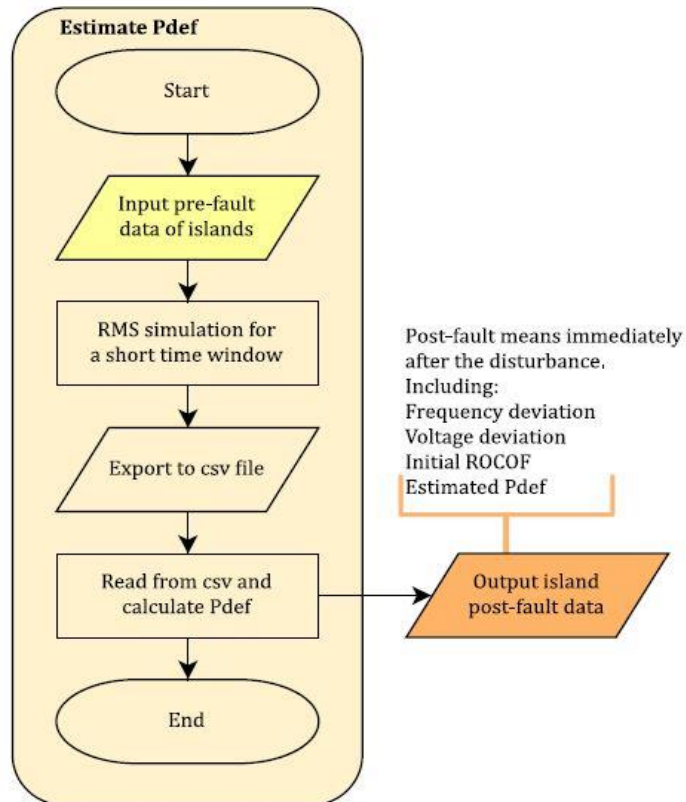 Estimate Pdef
Start
Input pre-fault
data of islands
RMS simulation for
a short time window
Export to csv file
Read from csv and
calculate Pdef
End
Post-fault means immediately
after the disturbance.
Including:
Frequency deviation
Voltage deviation
Initial ROCOF
Estimated Pdef
Output island
post-fault data